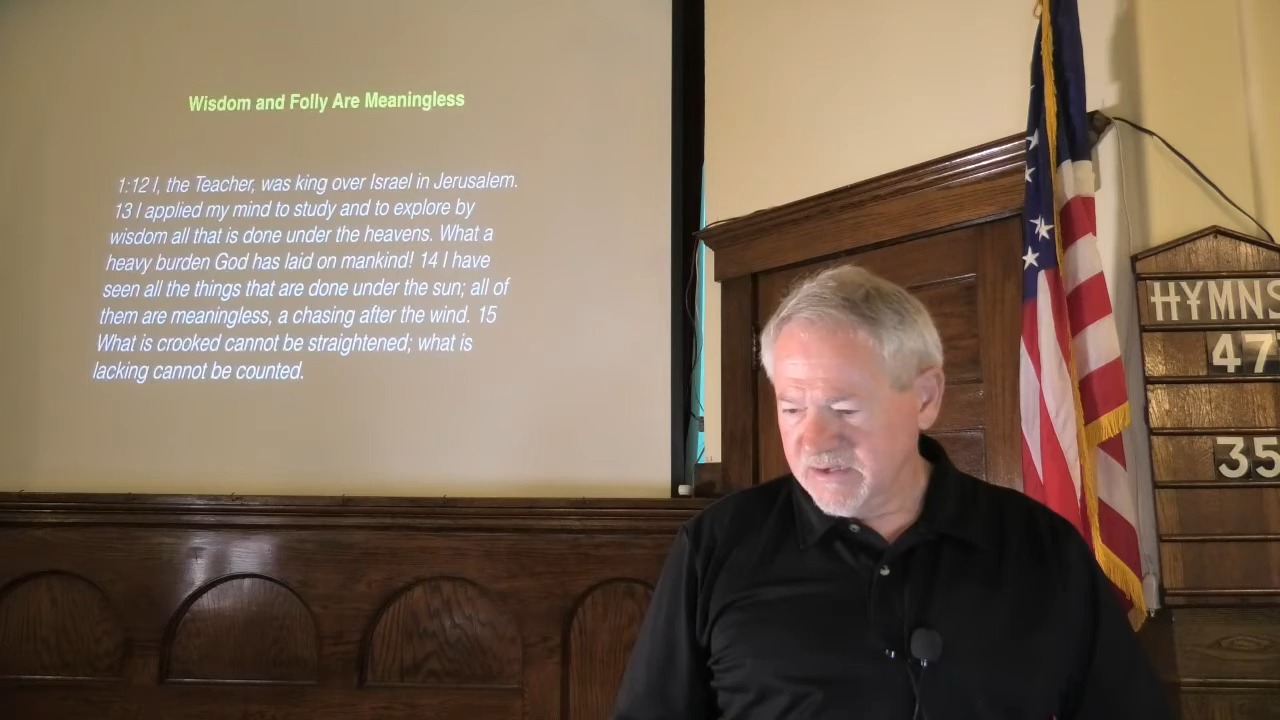 Wisdom and Folly Are Meaningless
1:12 I, the Teacher, was king over Israel in Jerusalem.
13 I applied my mind to study and to explore by
wisdom all that is done under the heavens. What a
heavy burden God has laid on mankind! 14 I have
seen all the things that are done under the sun; all of
them are meaningless, a chasing after the wind. 15
What is crooked cannot be straightened; what is
lacking cannot be counted.
HYMNS
47
35